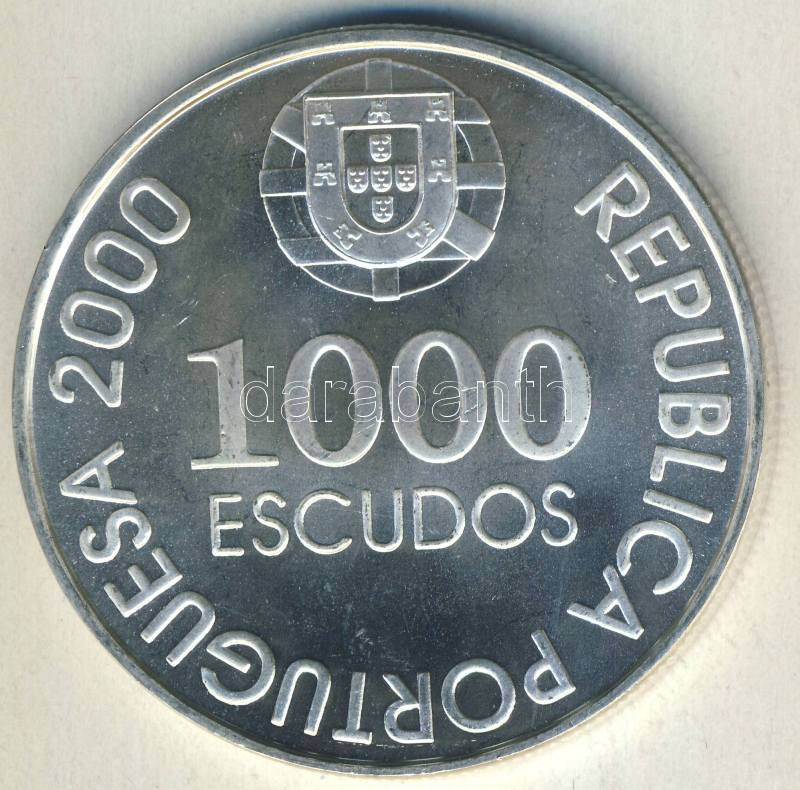 REPUBLICA PORTUGUESA 2000
1000
ESCUDOS
darabanth